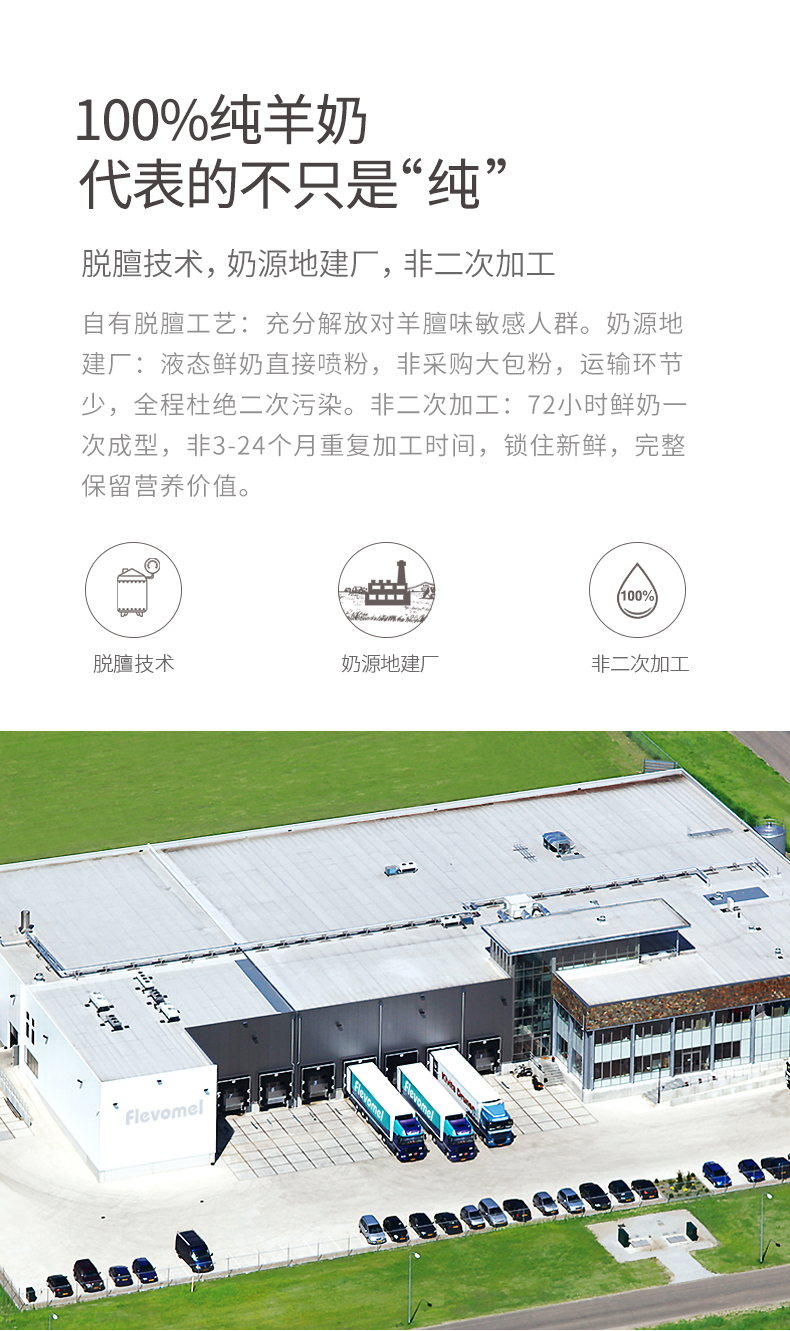 100%纯羊奶
代表的不只是“纯”
脱膻技术，奶源地建厂，非二次加工
自有脱膻工艺：充分解放对羊膻味敏感人群。奶源地
建厂：液态鲜奶直接喷粉，非采购大包粉，运输环节
少，全程杜绝二次污染。非二次加工：72小时鲜奶一
次成型，非3-24个月重复加工时间，锁住新鲜，完整
保留营养价值。
100%
脱膻技术
奶源地建厂
非二次加工
Flevomel
Flevomel
Flevomel